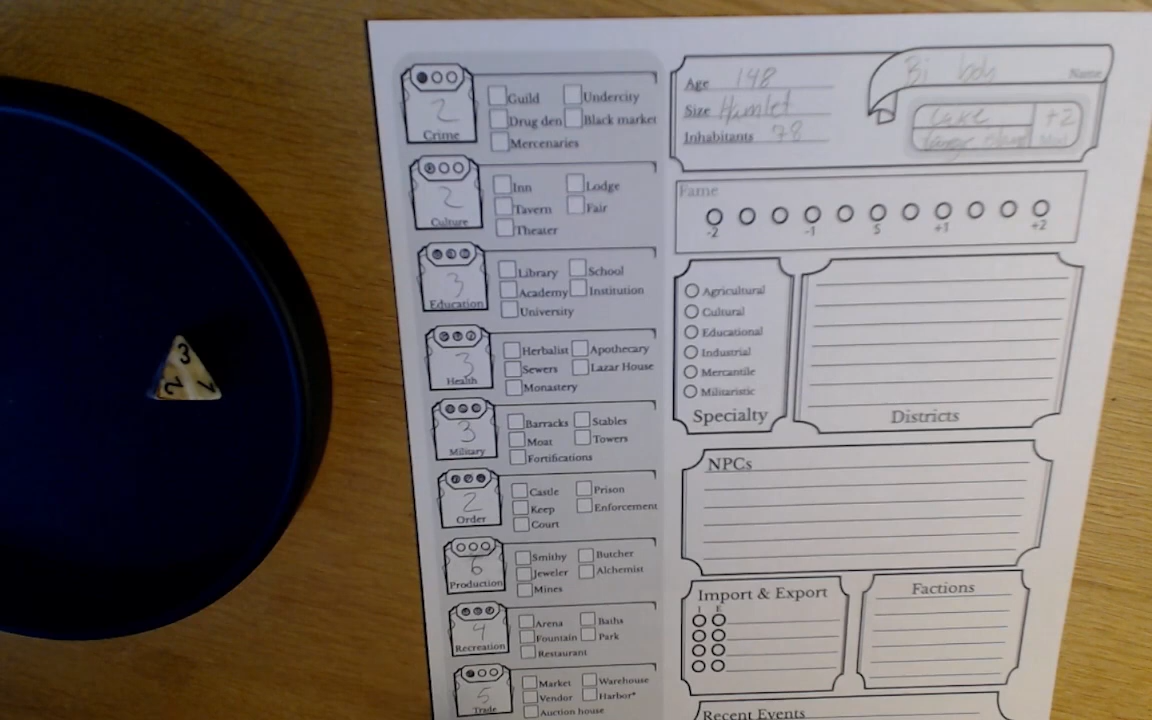 2
Crime
Guild Undercity
Drug den Black market
Mercenaries
2
Culture
Inn Lodge
Tavern Fair
Theater
3
Education
Library School
Academy Institution
University
3
Health
Herbalist Apothecary
Sewers Lazar House
Monastery
3
Military
Barracks Stables
Moat Towers
Fortifications
2
Order
Castle Prison
Keep Enforcement
Court
6
Production
Smithy Butcher
Jeweler Alchemist
Mines
4
Recreation
Arena Baths
Fountain Park
Restaurant
5
Trade
Market Warehouse
Vendor Harbor*
Auction house
Age 148
Size Hamlet
Inhabitants 78
Name
Lake +2
Fame
-2 -1 S +1 +2
Agricultural
Cultural
Educational
Industrial
Mercantile
Militaristic
Specialty
Districts
NPCs
Import & Export
I E
Factions
Recent Events
3
2